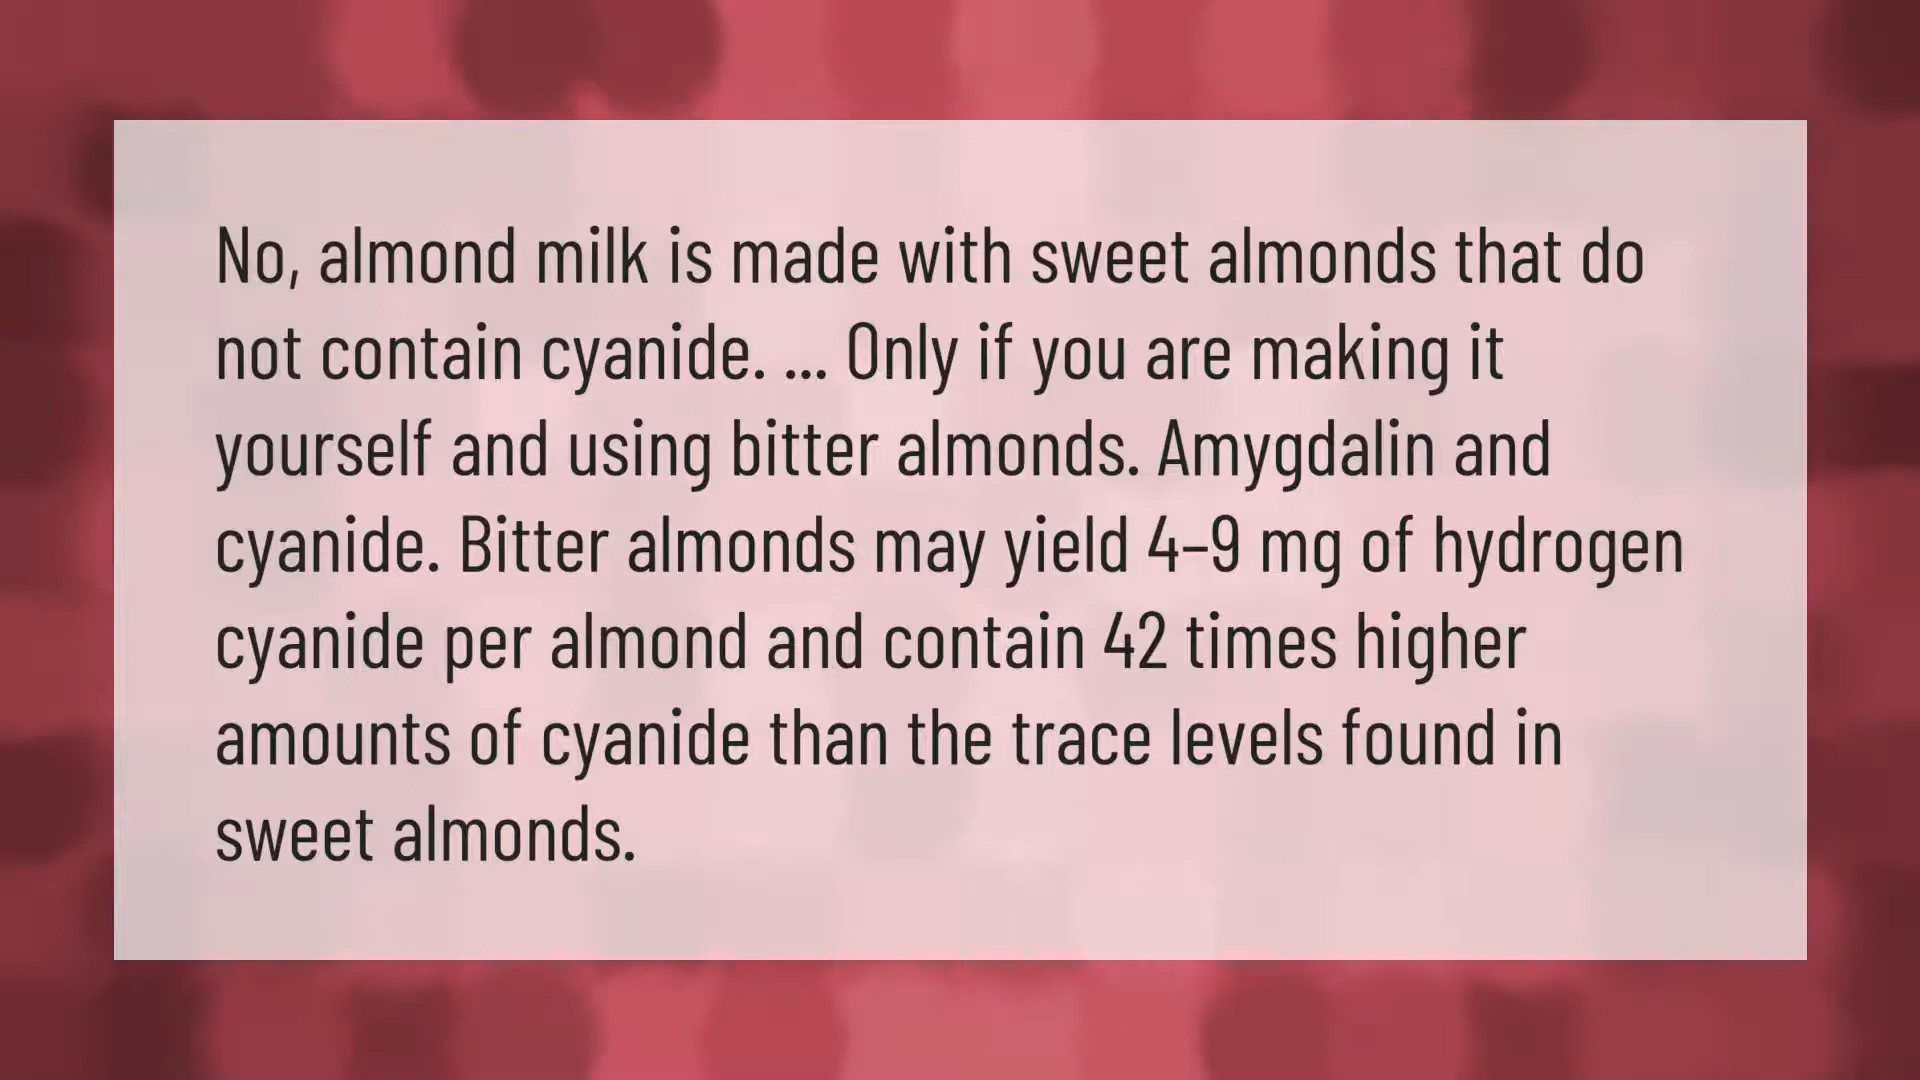 No, almond milk is made with sweet almonds that do
not contain cyanide. ... Only if you are making it
yourself and using bitter almonds. Amygdalin and
cyanide. Bitter almonds may yield 4–9 mg of hydrogen
cyanide per almond and contain 42 times higher
amounts of cyanide than the trace levels found in
sweet almonds.